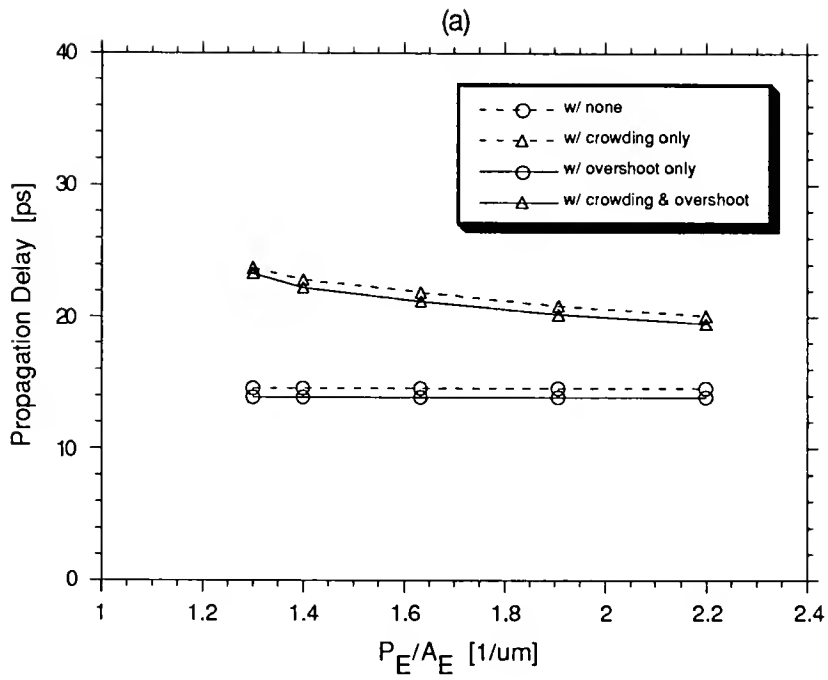 (a)
40
30
20
10
0
Propagation Delay [ps]
w/ none
w/ crowding only
w/ overshoot only
w/ crowding & overshoot
1 1.2 1.4 1.6 1.8 2 2.2 2.4
P_E/A_E [1/um]